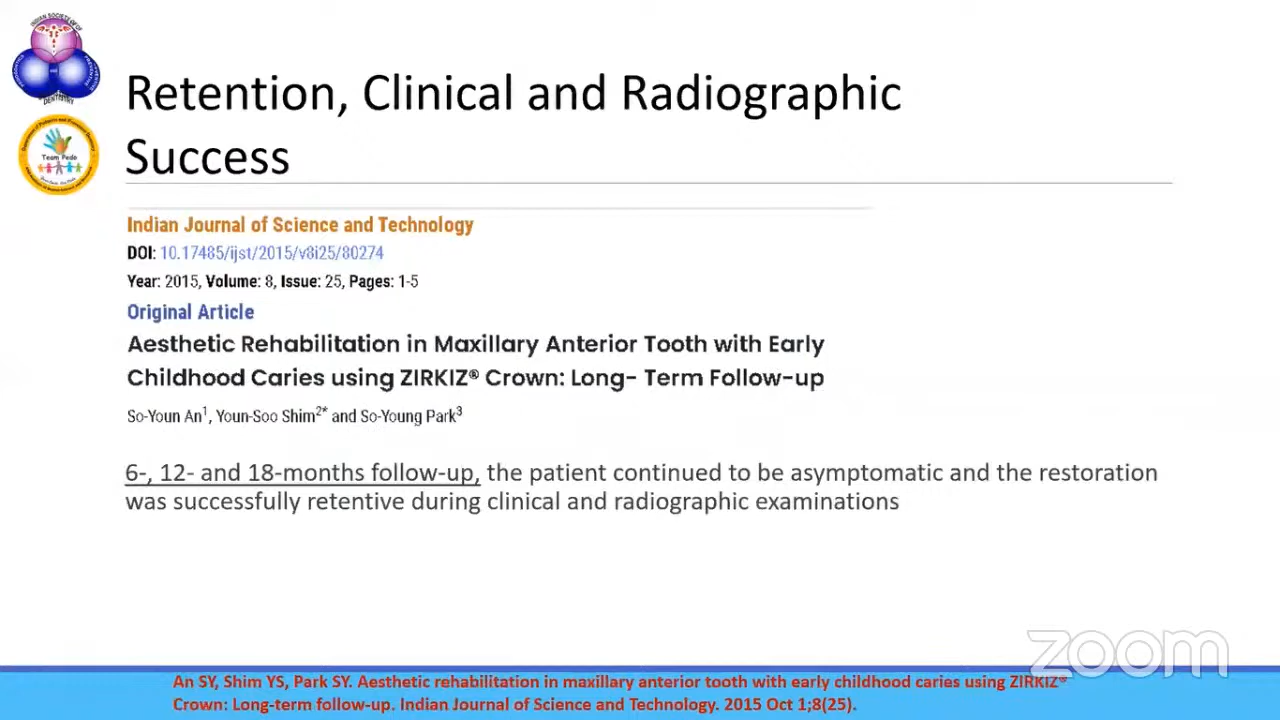 INDIAN SOCIETY OF
DENTISTRY
Team Pedo
Retention, Clinical and Radiographic
Success
Indian Journal of Science and Technology
DOI: 10.17485/ijst/2015/v8i25/80274
Year: 2015, Volume: 8, Issue: 25, Pages: 1-5
Original Article
Aesthetic Rehabilitation in Maxillary Anterior Tooth with Early
Childhood Caries using ZIRKIZ® Crown: Long- Term Follow-up
So-Youn An¹, Youn-Soo Shim²* and So-Young Park³
6-, 12- and 18-months follow-up, the patient continued to be asymptomatic and the restoration
was successfully retentive during clinical and radiographic examinations
zoom
An SY, Shim YS, Park SY. Aesthetic rehabilitation in maxillary anterior tooth with early childhood caries using ZIRKIZ®
Crown: Long-term follow-up. Indian Journal of Science and Technology. 2015 Oct 1;8(25).